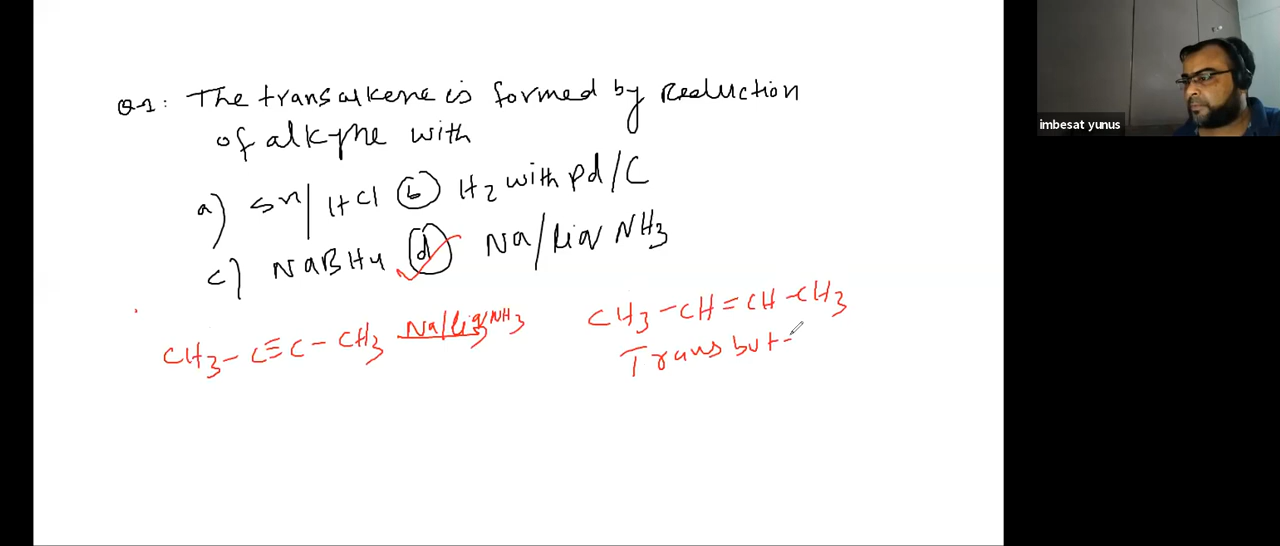 Q-1: The trans alkene is formed by Reduction
of alkyne with
a) Sn/HCl (b) H2 with Pd/C
c) NaBH4 (d) Na/liq NH3
CH3-C≡C-CH3 Na/liq NH3 CH3-CH=CH-CH3
Trans but-
imbesat yunus